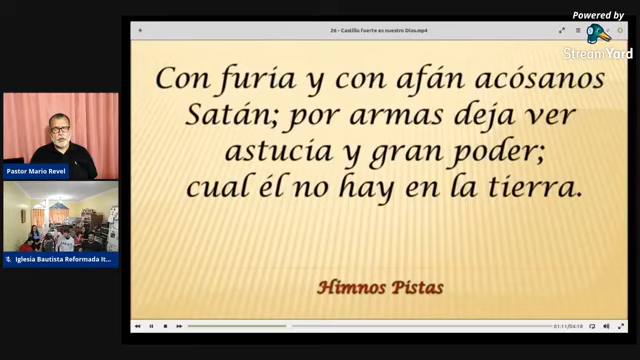 Powered by
StreamYard
26 - Castillo fuerte es nuestro Dios.mp4
Con furia y con afán acósanos
Satán; por armas deja ver
astucia y gran poder;
cual él no hay en la tierra.
Himnos Pistas
Pastor Mario Revel
Iglesia Bautista Reformada It...
01:11/04:18